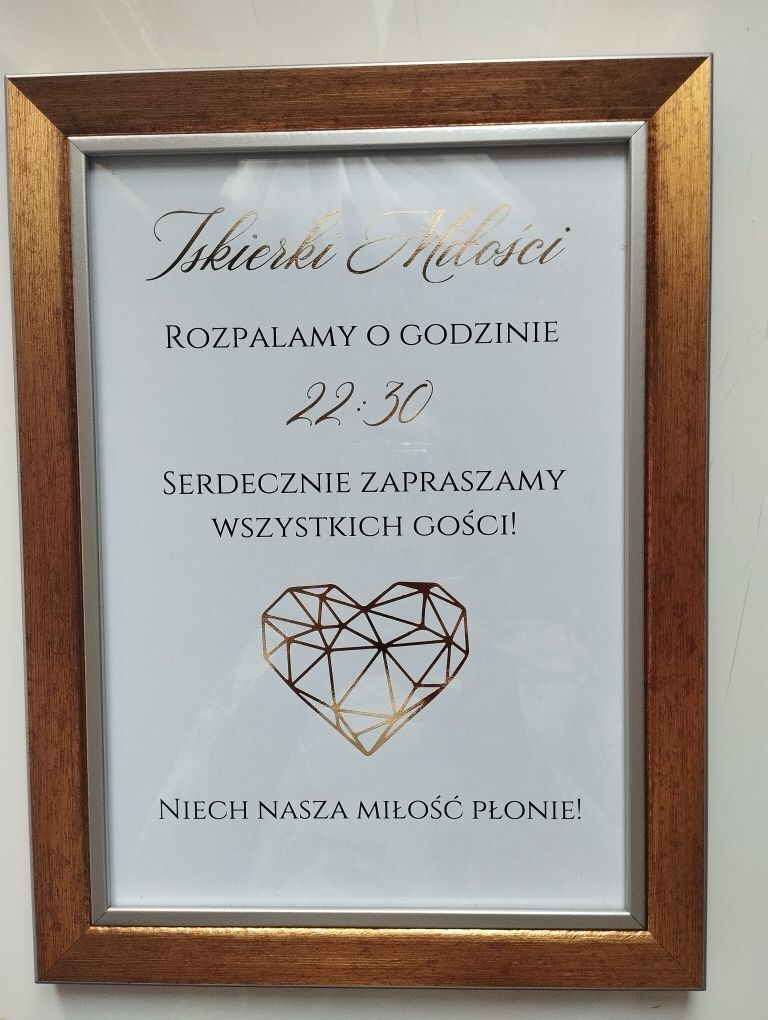 Iskierki Miłości
Rozpalamy o godzinie
22:30
Serdecznie zapraszamy
wszystkich gości!
Niech nasza miłość płonie!